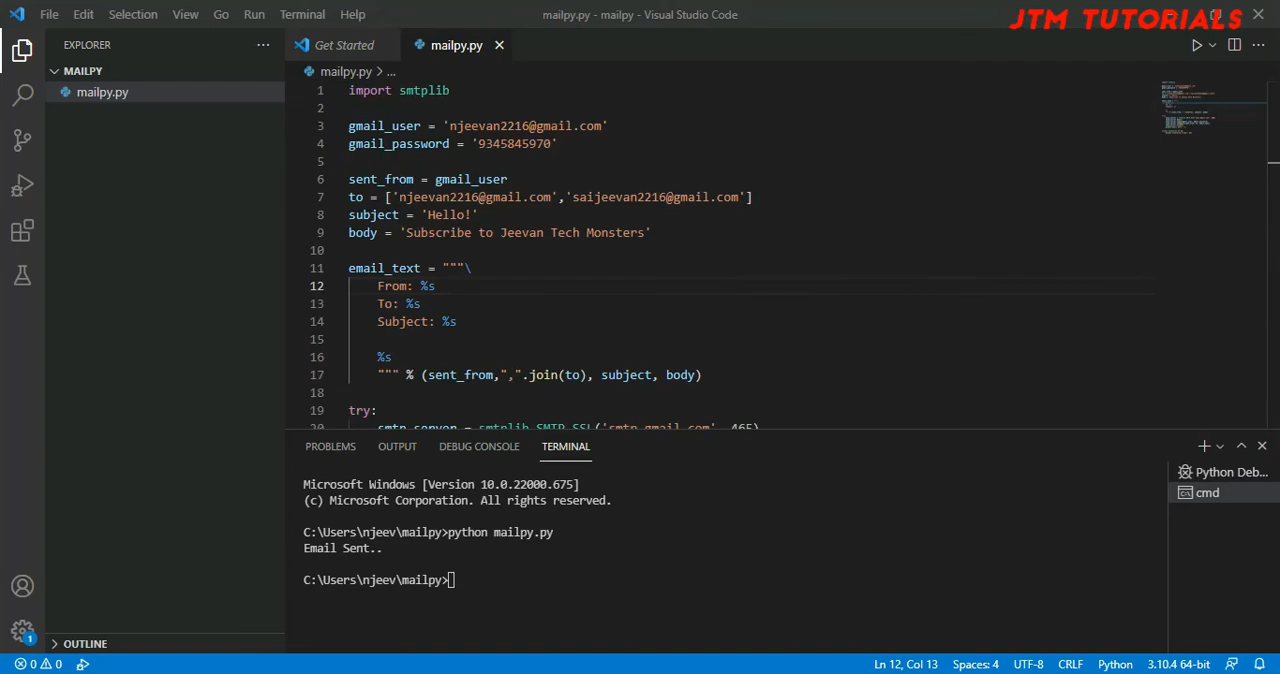 File Edit Selection View Go Run Terminal Help mailpy.py - mailpy - Visual Studio Code
JTM TUTORIALS
EXPLORER ... Get Started mailpy.py
MAILPY
mailpy.py > ...
mailpy.py
1 import smtplib
2
3 gmail_user = 'njeevan2216@gmail.com'
4 gmail_password = '9345845970'
5
6 sent_from = gmail_user
7 to = ['njeevan2216@gmail.com','saijeevan2216@gmail.com']
8 subject = 'Hello!'
9 body = 'Subscribe to Jeevan Tech Monsters'
10
11 email_text = """\
12 From: %s
13 To: %s
14 Subject: %s
15
16 %s
17 """ % (sent_from,",".join(to), subject, body)
18
19 try:
20 smtp_server = smtplib.SMTP_SSL('smtp.gmail.com', 465)
PROBLEMS OUTPUT DEBUG CONSOLE TERMINAL
Python Deb...
cmd
Microsoft Windows [Version 10.0.22000.675]
(c) Microsoft Corporation. All rights reserved.
C:\Users\njeev\mailpy>python mailpy.py
Email Sent..
C:\Users\njeev\mailpy>
1
OUTLINE
0 0 Ln 12, Col 13 Spaces: 4 UTF-8 CRLF Python 3.10.4 64-bit